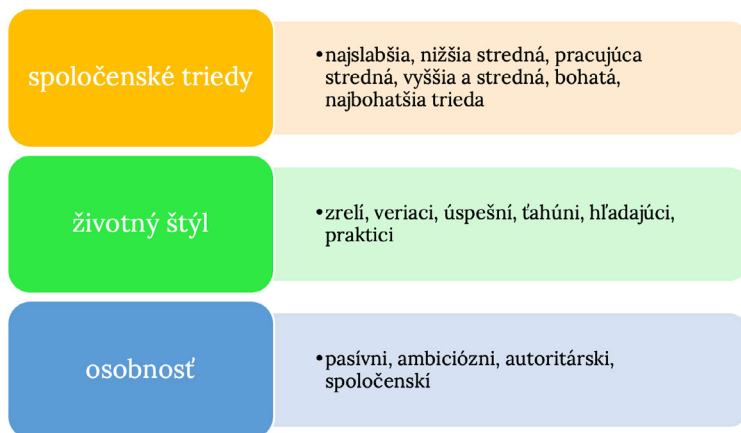 spoločenské triedy
•najslabšia, nižšia stredná, pracujúca
stredná, vyššia a stredná, bohatá,
najbohatšia trieda
životný štýl
•zrelí, veriaci, úspešní, ťahúni, hľadajúci,
praktici
osobnosť
•pasívni, ambiciózni, autoritárski,
spoločenskí